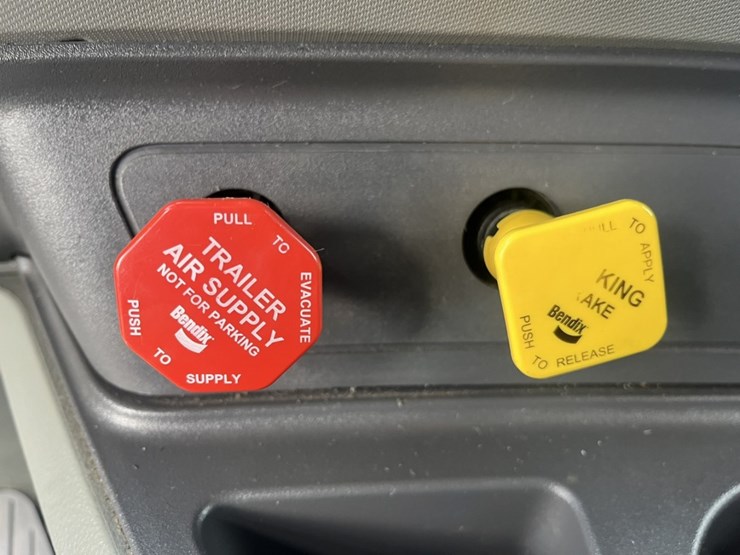 PULL
TO
EVACUATE
TRAILER
AIR SUPPLY
NOT FOR PARKING
Bendix
PUSH
TO
SUPPLY
TO
APPLY
KING
AKE
Bendix
PUSH
TO
RELEASE